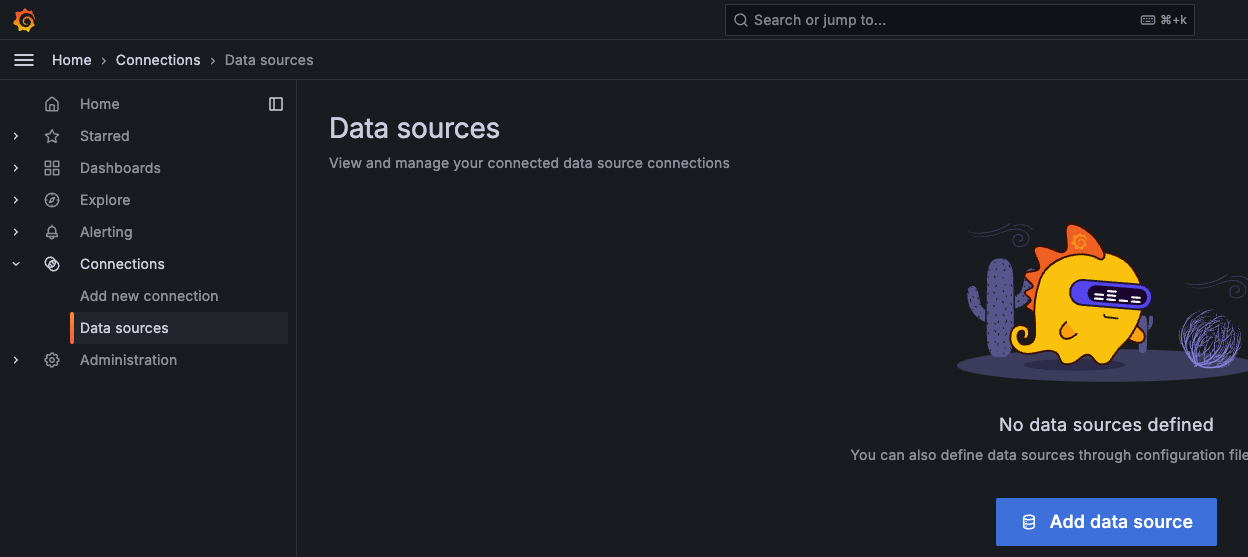 Search or jump to...
⌘+k
Home › Connections › Data sources
Home
Starred
Dashboards
Explore
Alerting
Connections
Add new connection
Data sources
Administration
Data sources
View and manage your connected data source connections
No data sources defined
You can also define data sources through configuration file
Add data source